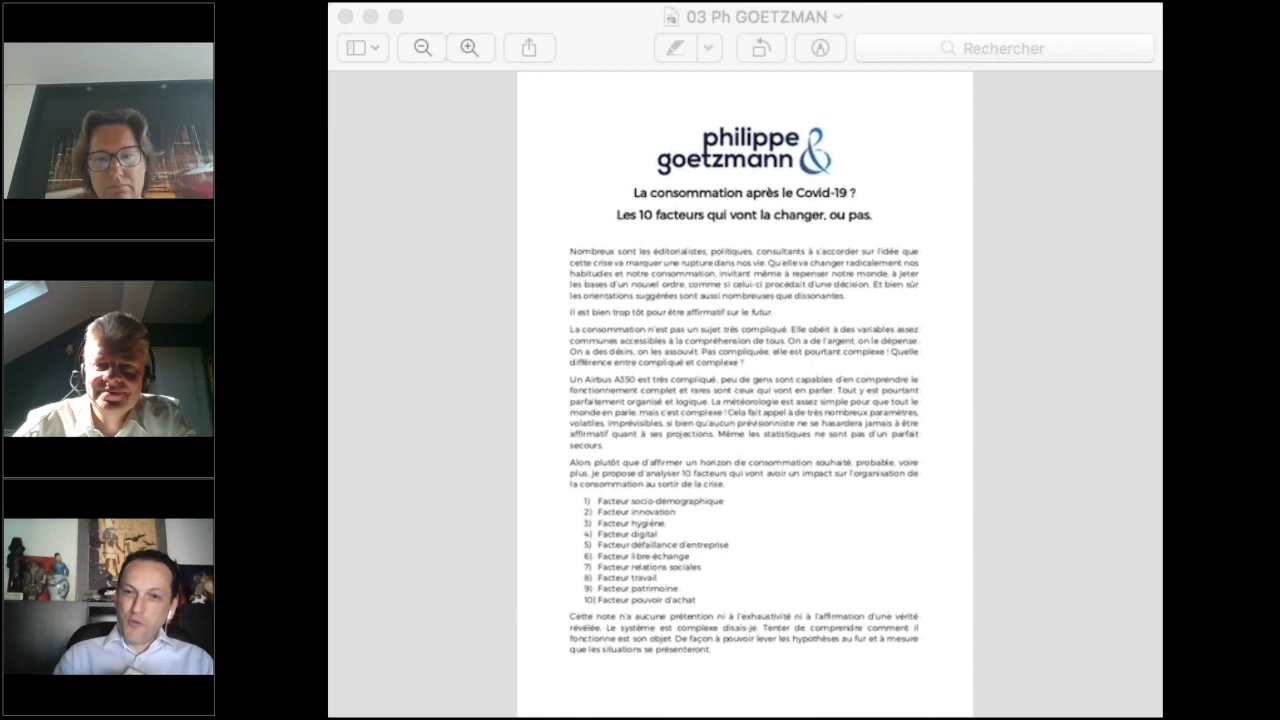 03 Ph GOETZMAN
Rechercher
philippe
goetzmann &
La consommation après le Covid-19 ?
Les 10 facteurs qui vont la changer, ou pas.
Nombreux sont les éditorialistes, politiques, consultants à s'accorder sur l'idée que
cette crise va marquer une rupture dans nos vie. Qu'elle va changer radicalement nos
habitudes et notre consommation, invitant même à repenser notre monde, à jeter
les bases d'un nouvel ordre, comme si celui-ci procédait d'une décision. Et bien sûr
les orientations suggérées sont aussi nombreuses que dissonantes.
Il est bien trop tôt pour être affirmatif sur le futur.
La consommation n'est pas un sujet très compliqué. Elle obéit à des variables assez
communes accessibles à la compréhension de tous. On a de l'argent, on le dépense.
On a des désirs, on les assouvit. Pas compliquée, elle est pourtant complexe ! Quelle
différence entre compliqué et complexe ?
Un Airbus A350 est très compliqué, peu de gens sont capables d'en comprendre le
fonctionnement complet et rares sont ceux qui vont en parler. Tout y est pourtant
parfaitement organisé et logique. La météorologie est assez simple pour que tout le
monde en parle, mais c'est complexe ! Cela fait appel à de très nombreux paramètres,
volatiles, imprévisibles, si bien qu'aucun prévisionniste ne se hasardera jamais à être
affirmatif quant à ses projections. Même les statistiques ne sont pas d'un parfait
secours.
Alors plutôt que d'affirmer un horizon de consommation souhaité, probable, voire
plus, je propose d'analyser 10 facteurs qui vont avoir un impact sur l'organisation de
la consommation au sortir de la crise.
1) Facteur socio-démographique
2) Facteur innovation
3) Facteur hygiène.
4) Facteur digital
5) Facteur défaillance d'entreprise
6) Facteur libre-échange
7) Facteur relations sociales
8) Facteur travail
9) Facteur patrimoine
10) Facteur pouvoir d'achat
Cette note n'a aucune prétention ni à l'exhaustivité ni à l'affirmation d'une vérité
révélée. Le système est complexe disais-je. Tenter de comprendre comment il
fonctionne est son objet. De façon à pouvoir lever les hypothèses au fur et à mesure
que les situations se présenteront.